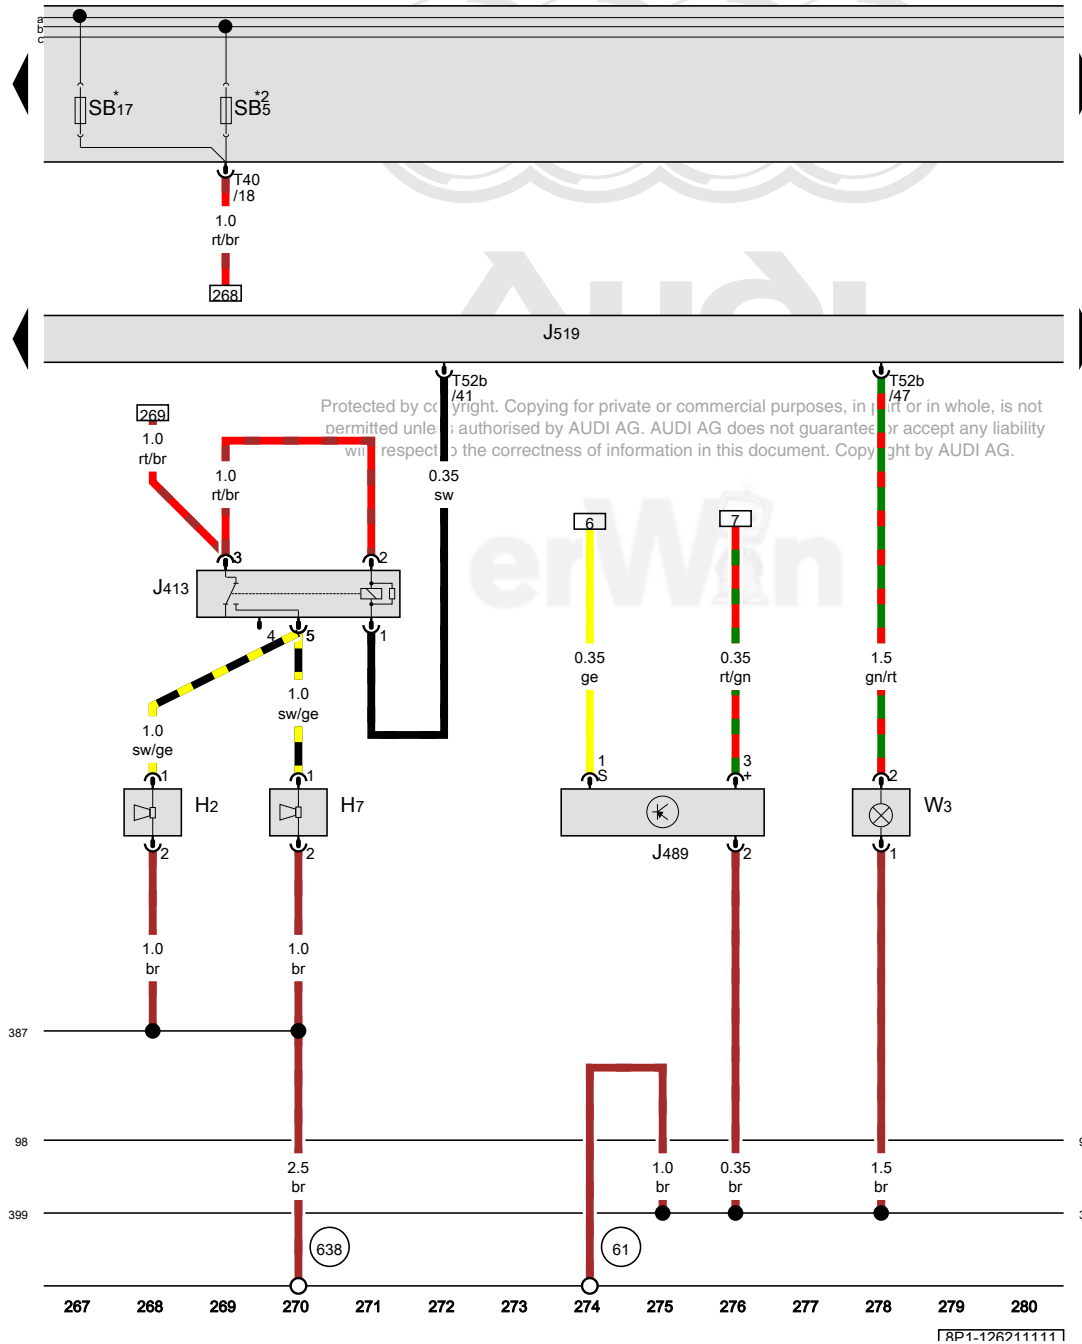 a
b
c
SB17 *
SB5 *2
T40
/18
1.0
rt/br
268
Audi
J519
T52b
/41
T52b
/47
Protected by copyright. Copying for private or commercial purposes, in part or in whole, is not
permitted unless authorised by AUDI AG. AUDI AG does not guarantee or accept any liability
with respect to the correctness of information in this document. Copyright by AUDI AG.
269
1.0
rt/br
1.0
rt/br
0.35
sw
erWin
6
7
3
2
J413
4
5
1
0.35
ge
0.35
rt/gn
1.5
gn/rt
1.0
sw/ge
1.0
sw/ge
1
1
1
S
3
+
2
H2
H7
W3
2
2
J489
2
1
1.0
br
1.0
br
387
98
9
2.5
br
1.0
br
0.35
br
1.5
br
399
3
638
61
267 268 269 270 271 272 273 274 275 276 277 278 279 280
8P1-126211111